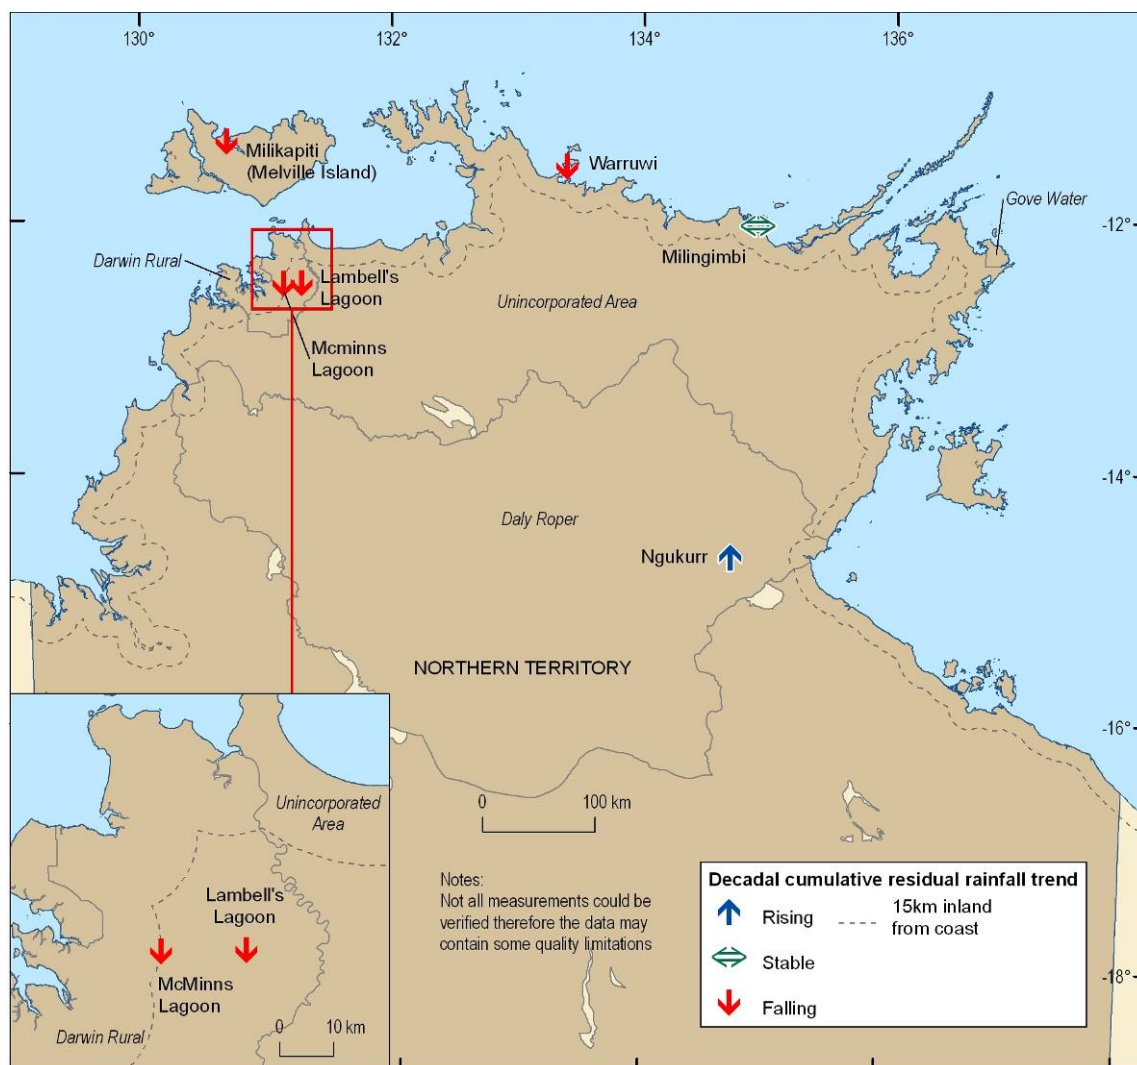 130°
132°
134°
136°
Milikapiti
(Melville Island)
Warruwi
Gove Water
-12°
Milingimbi
Darwin Rural
Lambell's
Lagoon
Unincorporated Area
Mcminns
Lagoon
-14°
Daly Roper
Ngukurr
NORTHERN TERRITORY
-16°
0 100 km
Unincorporated
Area
Lambell's
Lagoon
McMinns
Lagoon
Darwin Rural
0 10 km
Notes:
Not all measurements could be
verified therefore the data may
contain some quality limitations
Decadal cumulative residual rainfall trend
Rising
15km inland
from coast
Stable
Falling
-18°